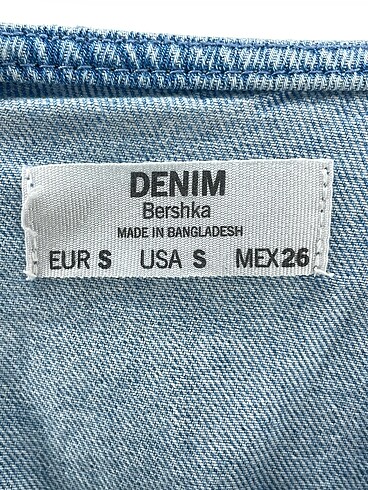 DENIM
Bershka
MADE IN BANGLADESH
EUR S USA S MEX 26